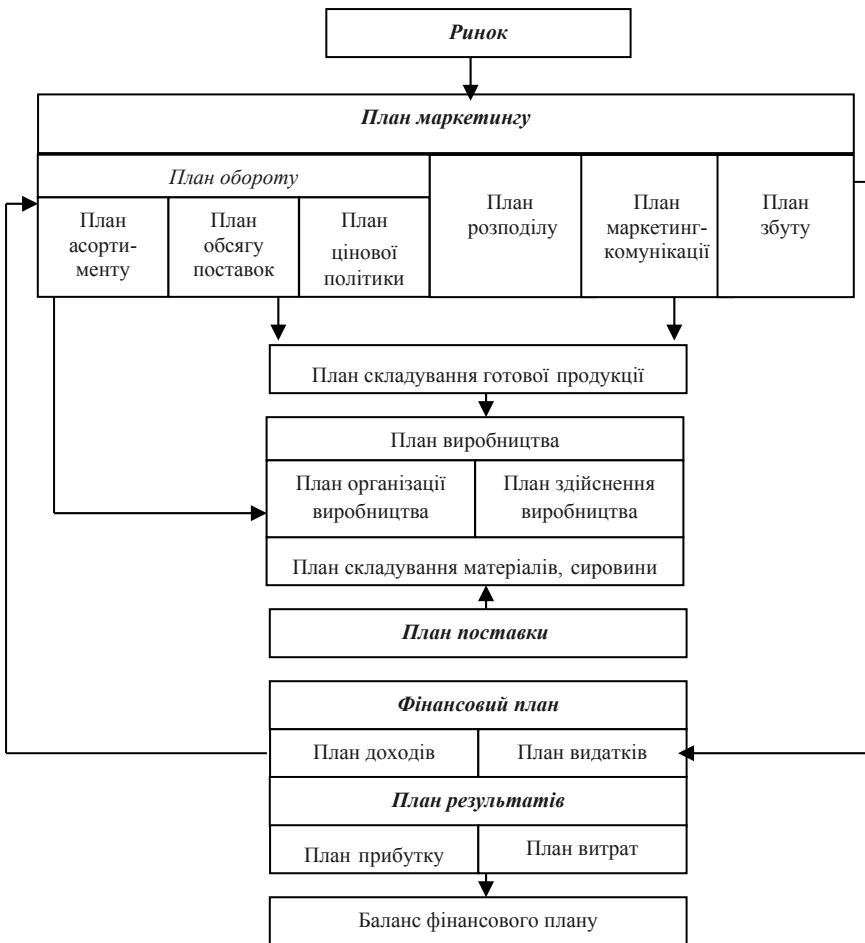 Ринок
План маркетингу
План обороту
План
асорти-
менту
План
обсягу
поставок
План
цінової
політики
План
розподілу
План
маркетинг-
комунікації
План
збуту
План складування готової продукції
План виробництва
План організації
виробництва
План здійснення
виробництва
План складування матеріалів, сировини
План поставки
Фінансовий план
План доходів
План видатків
План результатів
План прибутку
План витрат
Баланс фінансового плану